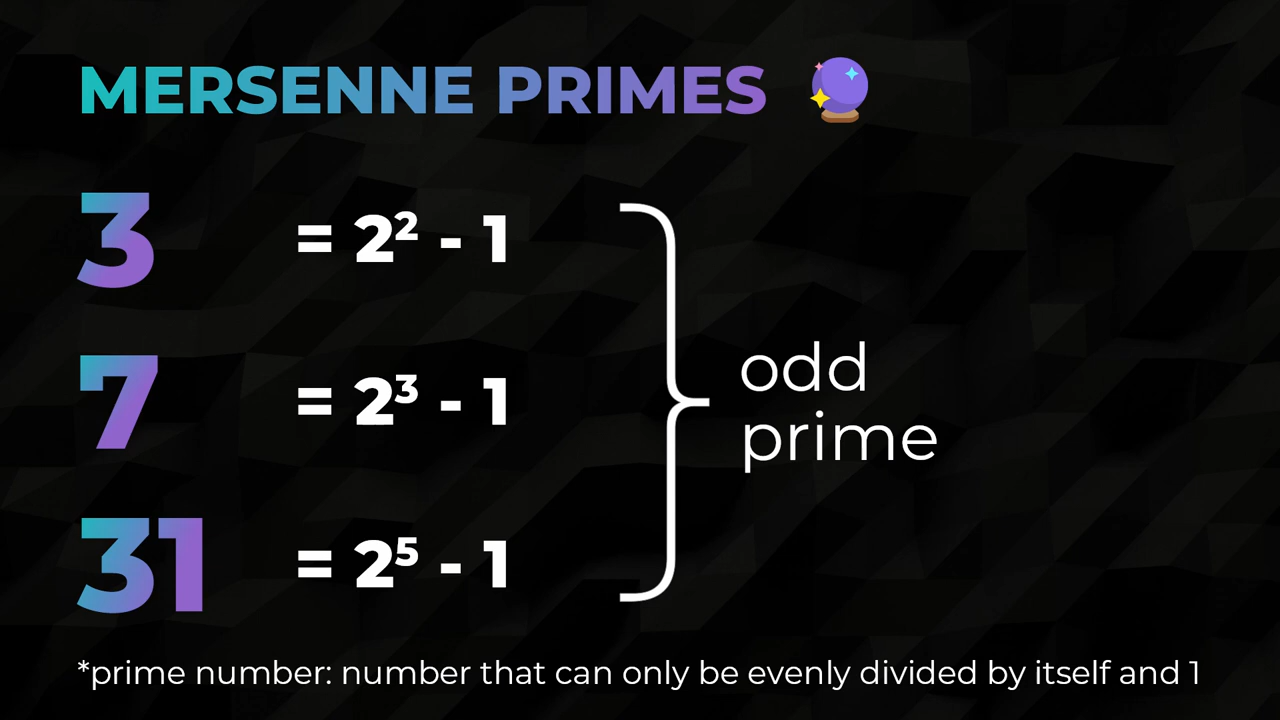 MERSENNE PRIMES
3 = 2² - 1
7 = 2³ - 1
31 = 2⁵ - 1
odd
prime
*prime number: number that can only be evenly divided by itself and 1